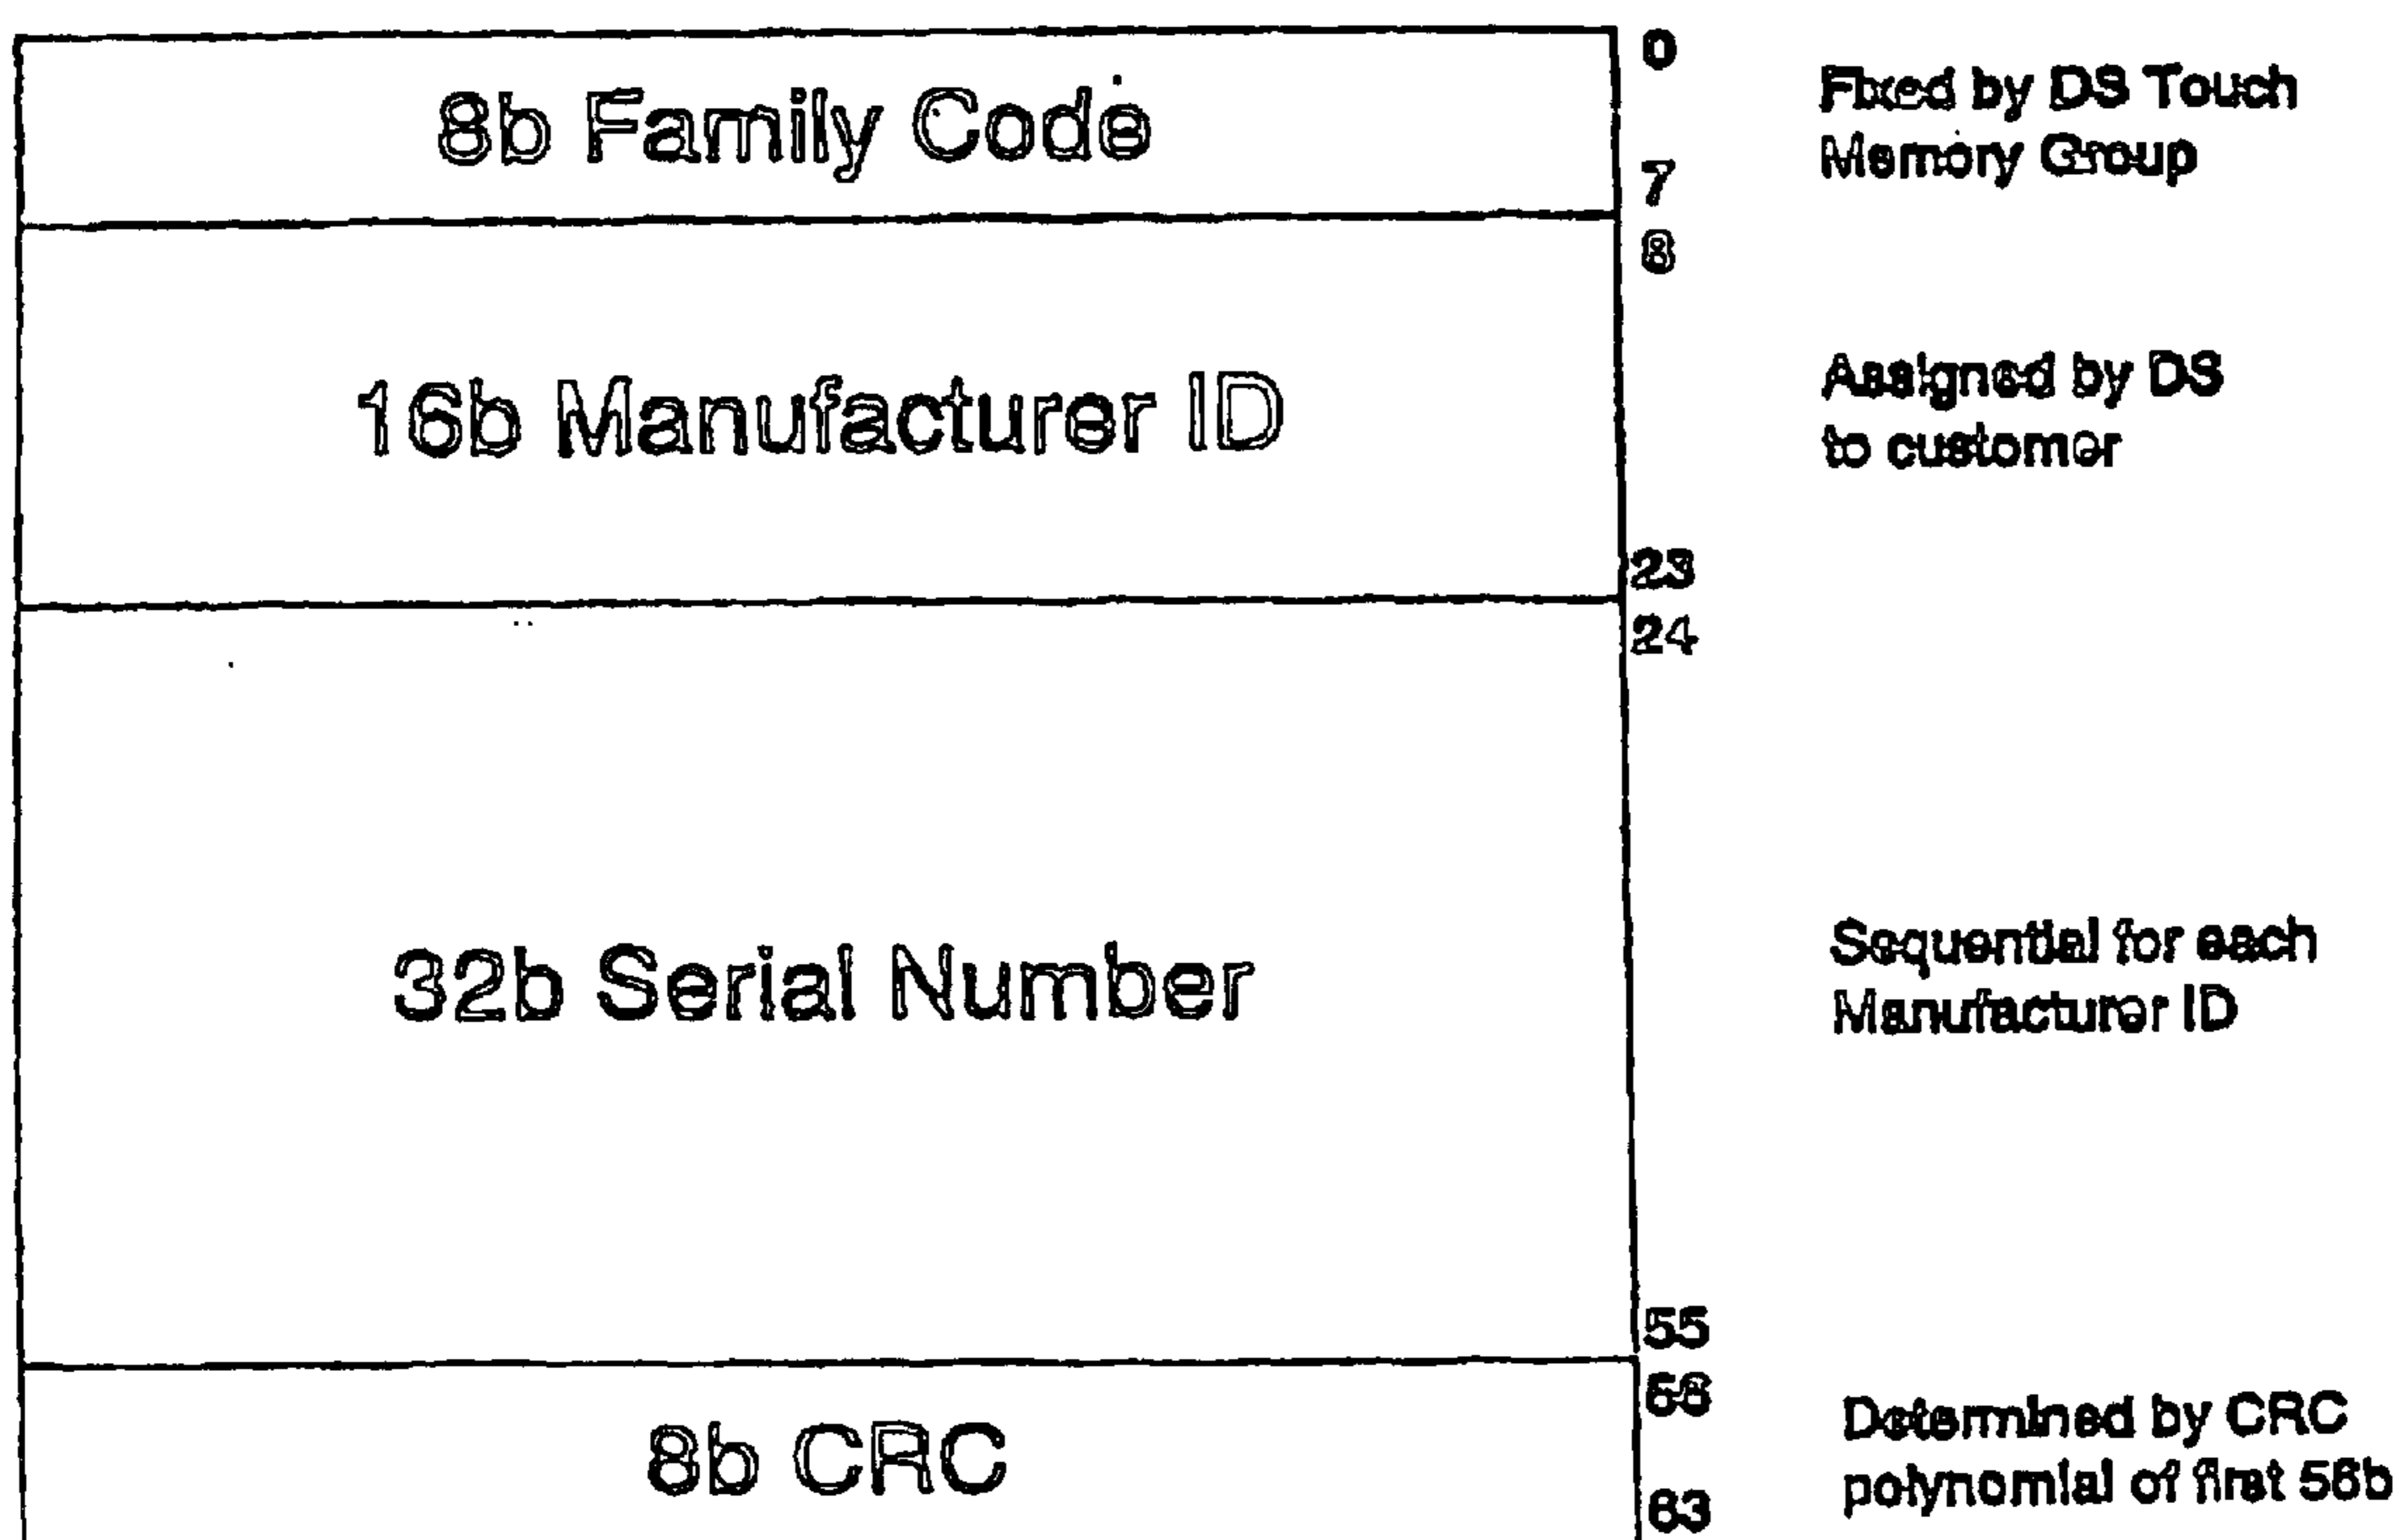 0
8b Family Code
Fixed by DS Touch
Memory Group
7
8
16b Manufacturer ID
Assigned by DS
to customer
23
24
32b Serial Number
Sequential for each
Manufacturer ID
55
56
8b CRC
Determined by CRC
polynomial of first 56b
63